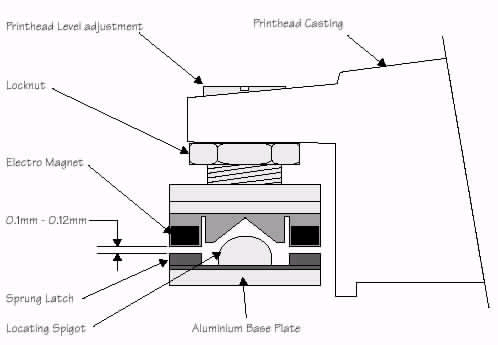 Printhead Level adjustment
Printhead Casting
Locknut
Electro Magnet
0.1mm - 0.12mm
Sprung Latch
Locating Spigot
Aluminium Base Plate